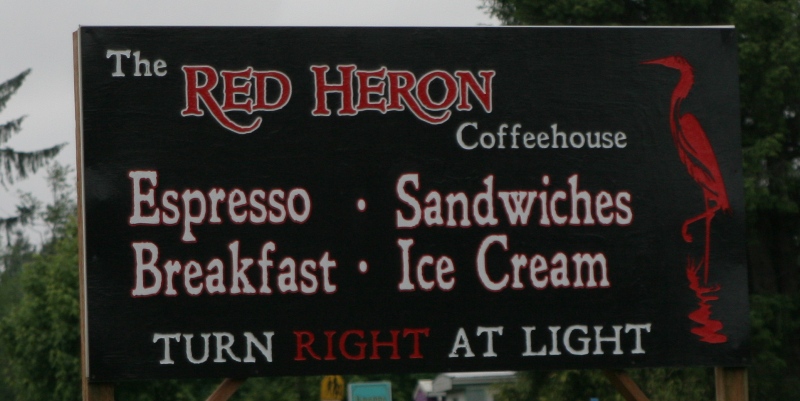 The
RED HERON
Coffeehouse
Espresso · Sandwiches
Breakfast · Ice Cream
TURN RIGHT AT LIGHT